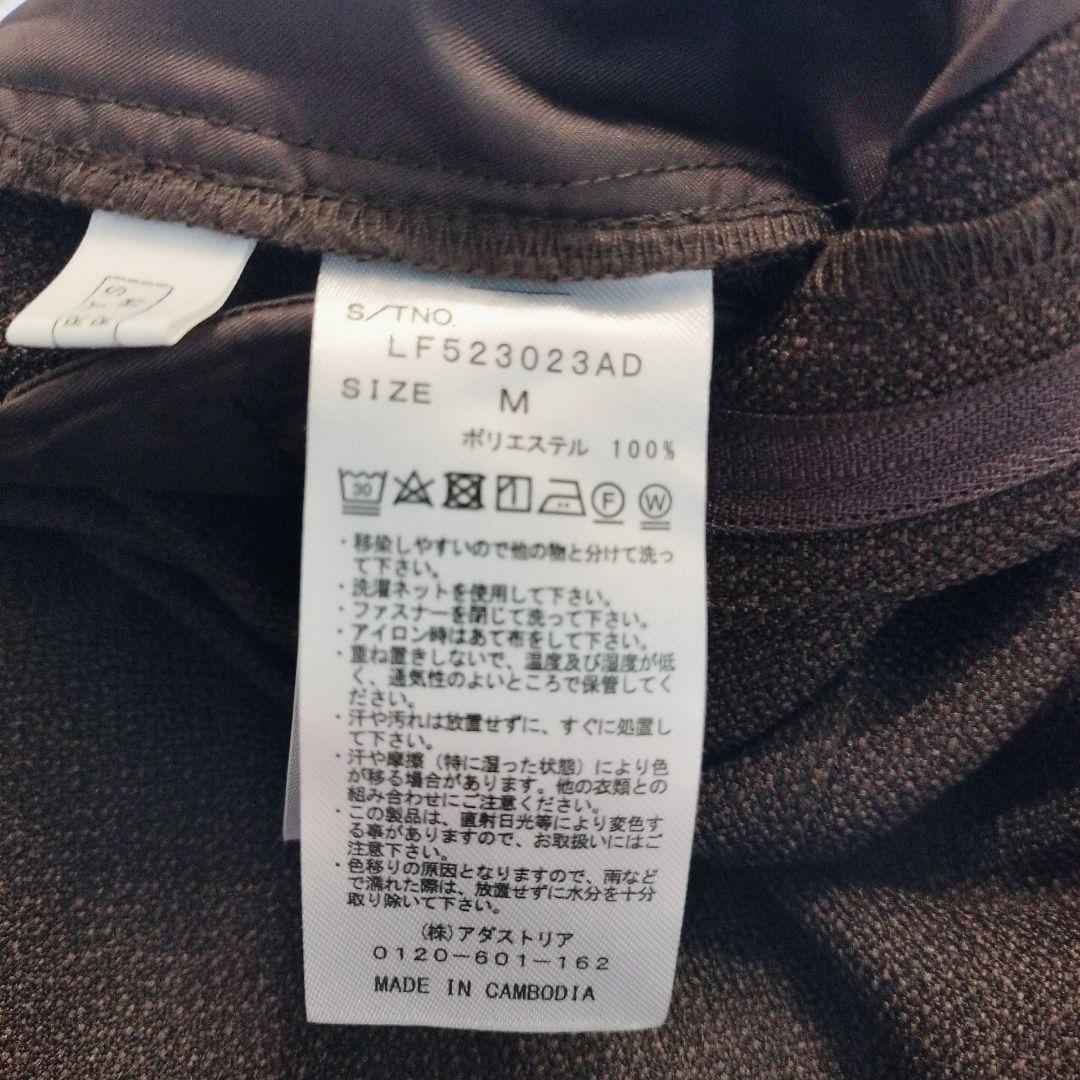 S/TNO.
LF523023AD
SIZE M
ポリエステル 100%
30 F W
・移染しやすいので他の物と分けて洗っ
て下さい。
・洗濯ネットを使用して下さい。
・ファスナーを閉じて洗って下さい。
・アイロン時はあて布をして下さい。
・重ね置きしないで、温度及び湿度が低
く、通気性のよいところで保管してく
ださい。
・汗や汚れは放置せずに、すぐに処置し
て下さい。
・汗や摩擦（特に湿った状態）により色
が移る場合があります。他の衣類との
組み合わせにご注意ください。
・この製品は、直射日光等により変色す
る事がありますので、お取扱いにはご
注意下さい。
・色移りの原因となりますので、雨など
で濡れた際は、放置せずに水分を十分
取り除いて下さい。
(株)アダストリア
0120-601-162
MADE IN CAMBODIA